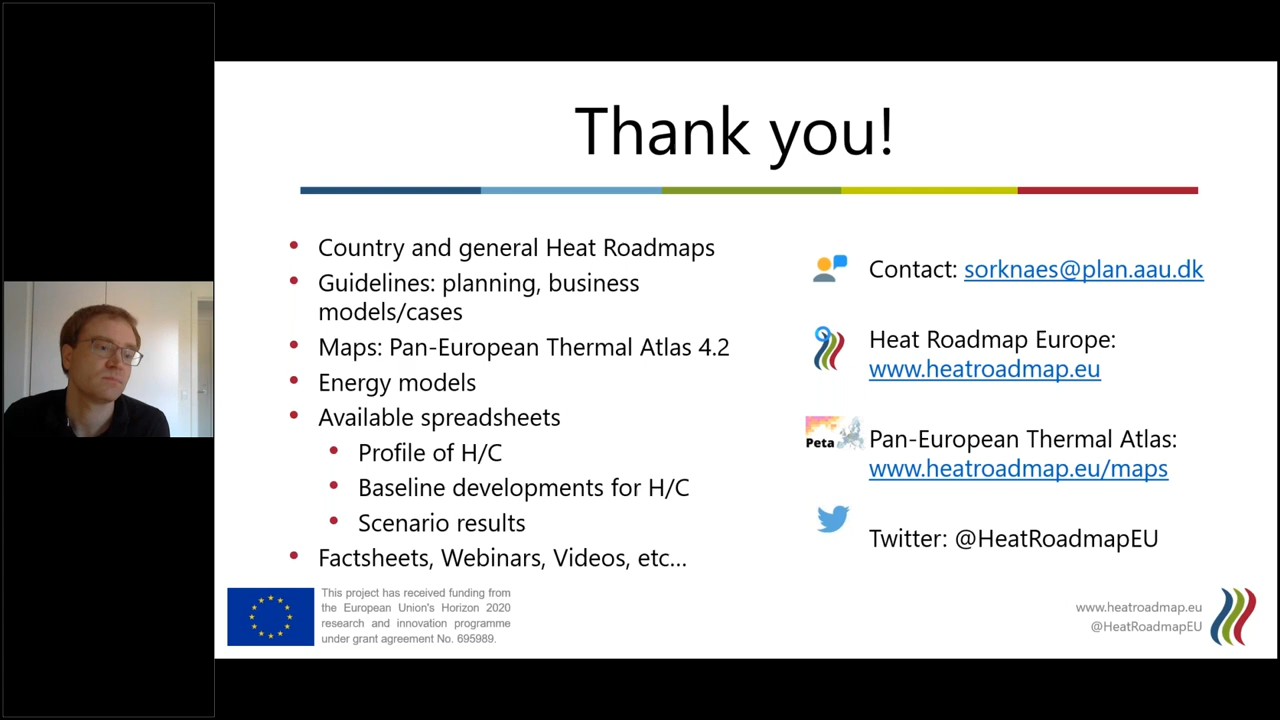 Thank you!
Country and general Heat Roadmaps
Guidelines: planning, business
models/cases
Maps: Pan-European Thermal Atlas 4.2
Energy models
Available spreadsheets
Profile of H/C
Baseline developments for H/C
Scenario results
Factsheets, Webinars, Videos, etc...
Contact: sorknaes@plan.aau.dk
Heat Roadmap Europe:
www.heatroadmap.eu
Peta
Pan-European Thermal Atlas:
www.heatroadmap.eu/maps
Twitter: @HeatRoadmapEU
This project has received funding from
the European Union's Horizon 2020
research and innovation programme
under grant agreement No. 695989.
www.heatroadmap.eu
@HeatRoadmapEU